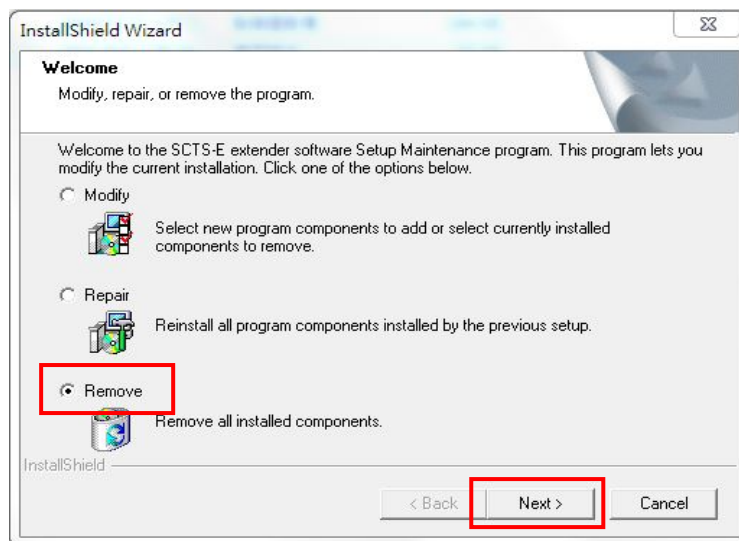 InstallShield Wizard
Welcome
Modify, repair, or remove the program.
Welcome to the SCTS-E extender software Setup Maintenance program. This program lets you
modify the current installation. Click one of the options below.
Modify
Select new program components to add or select currently installed
components to remove.
Repair
Reinstall all program components installed by the previous setup.
Remove
Remove all installed components.
InstallShield
< Back
Next >
Cancel